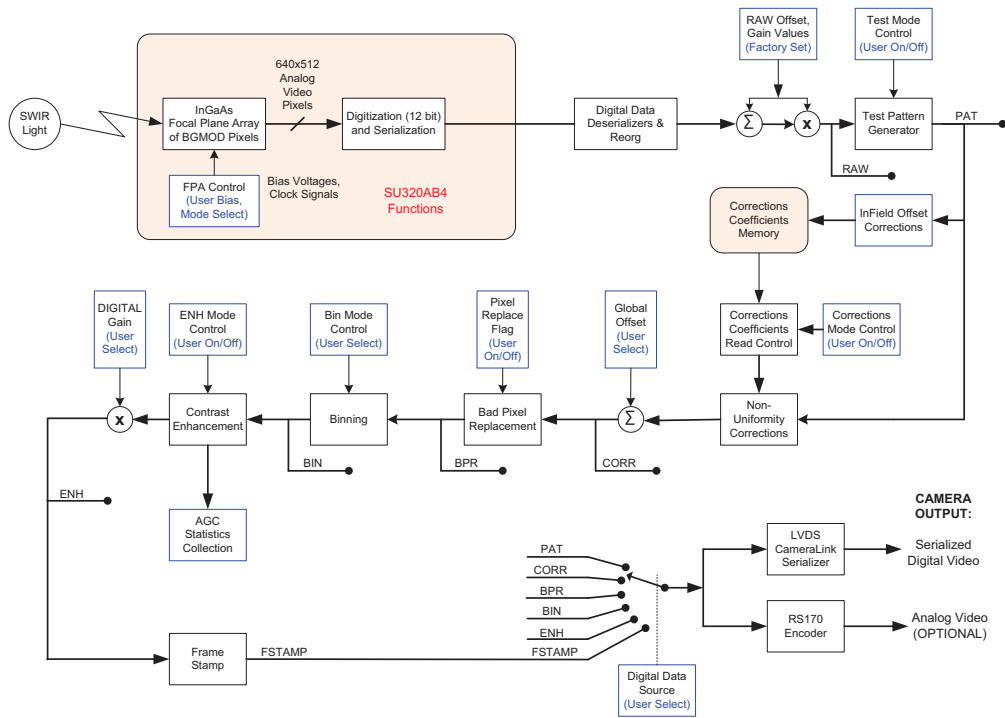 SWIR
Light
InGaAs
Focal Plane Array
of BGMOD Pixels
640x512
Analog
Video
Pixels
Digitization (12 bit)
and Serialization
FPA Control
(User Bias,
Mode Select)
Bias Voltages,
Clock Signals
SU320AB4
Functions
Digital Data
Deserializers &
Reorg
RAW Offset,
Gain Values
(Factory Set)
Σ
x
RAW
Test Mode
Control
(User On/Off)
Test Pattern
Generator
PAT
InField Offset
Corrections
Corrections
Coefficients
Memory
Corrections
Coefficients
Read Control
Corrections
Mode Control
(User On/Off)
Non-
Uniformity
Corrections
Global
Offset
(User
Select)
Σ
CORR
Pixel
Replace
Flag
(User
On/Off)
Bad Pixel
Replacement
BPR
Bin Mode
Control
(User Select)
Binning
BIN
ENH Mode
Control
(User On/Off)
Contrast
Enhancement
AGC
Statistics
Collection
DIGITAL
Gain
(User
Select)
x
ENH
Frame
Stamp
FSTAMP
PAT
CORR
BPR
BIN
ENH
FSTAMP
Digital Data
Source
(User Select)
LVDS
CameraLink
Serializer
RS170
Encoder
CAMERA
OUTPUT:
Serialized
Digital Video
Analog Video
(OPTIONAL)